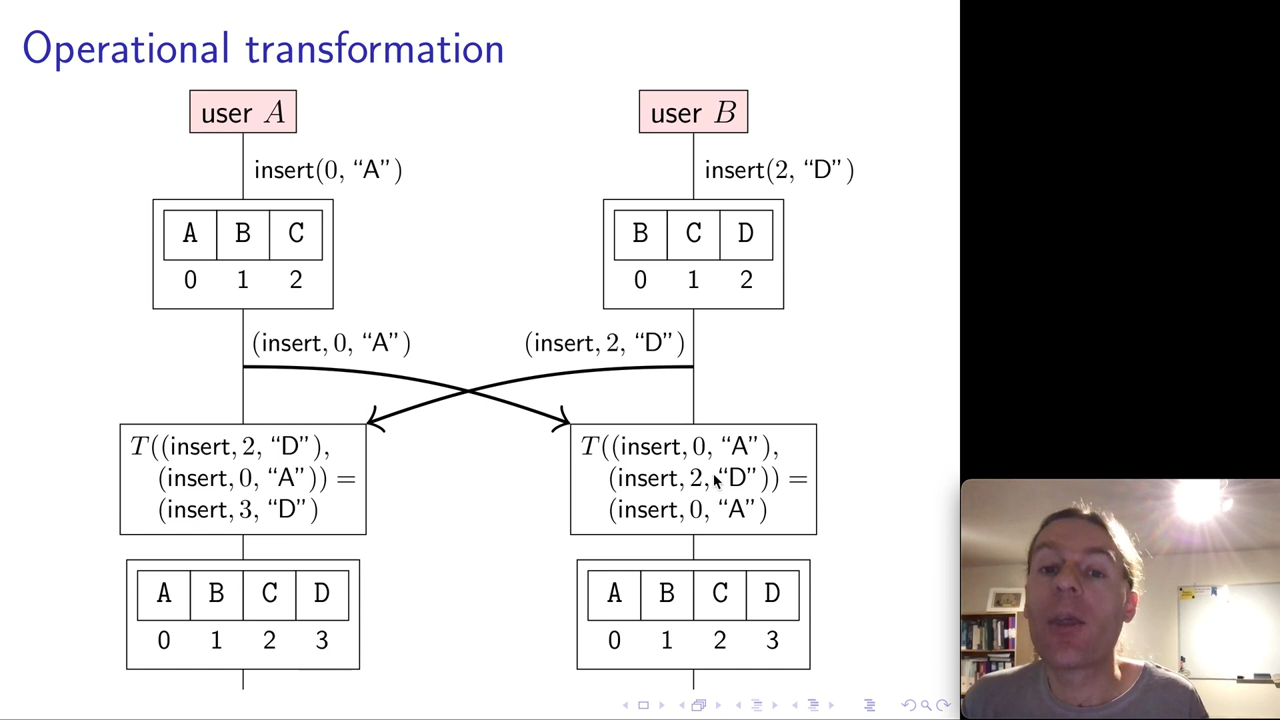 Operational transformation
user A
user B
insert(0, “A”)
insert(2, “D”)
A B C
0 1 2
B C D
0 1 2
(insert, 0, “A”)
(insert, 2, “D”)
T((insert, 2, “D”),
(insert, 0, “A”)) =
(insert, 3, “D”)
T((insert, 0, “A”),
(insert, 2, “D”)) =
(insert, 0, “A”)
A B C D
0 1 2 3
A B C D
0 1 2 3